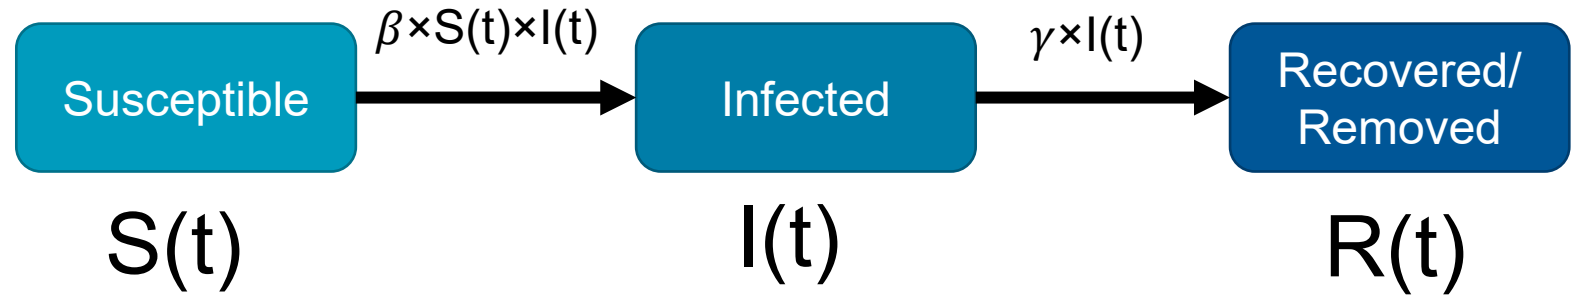 β×S(t)×I(t)
γ×I(t)
Susceptible
Infected
Recovered/
Removed
S(t)
I(t)
R(t)